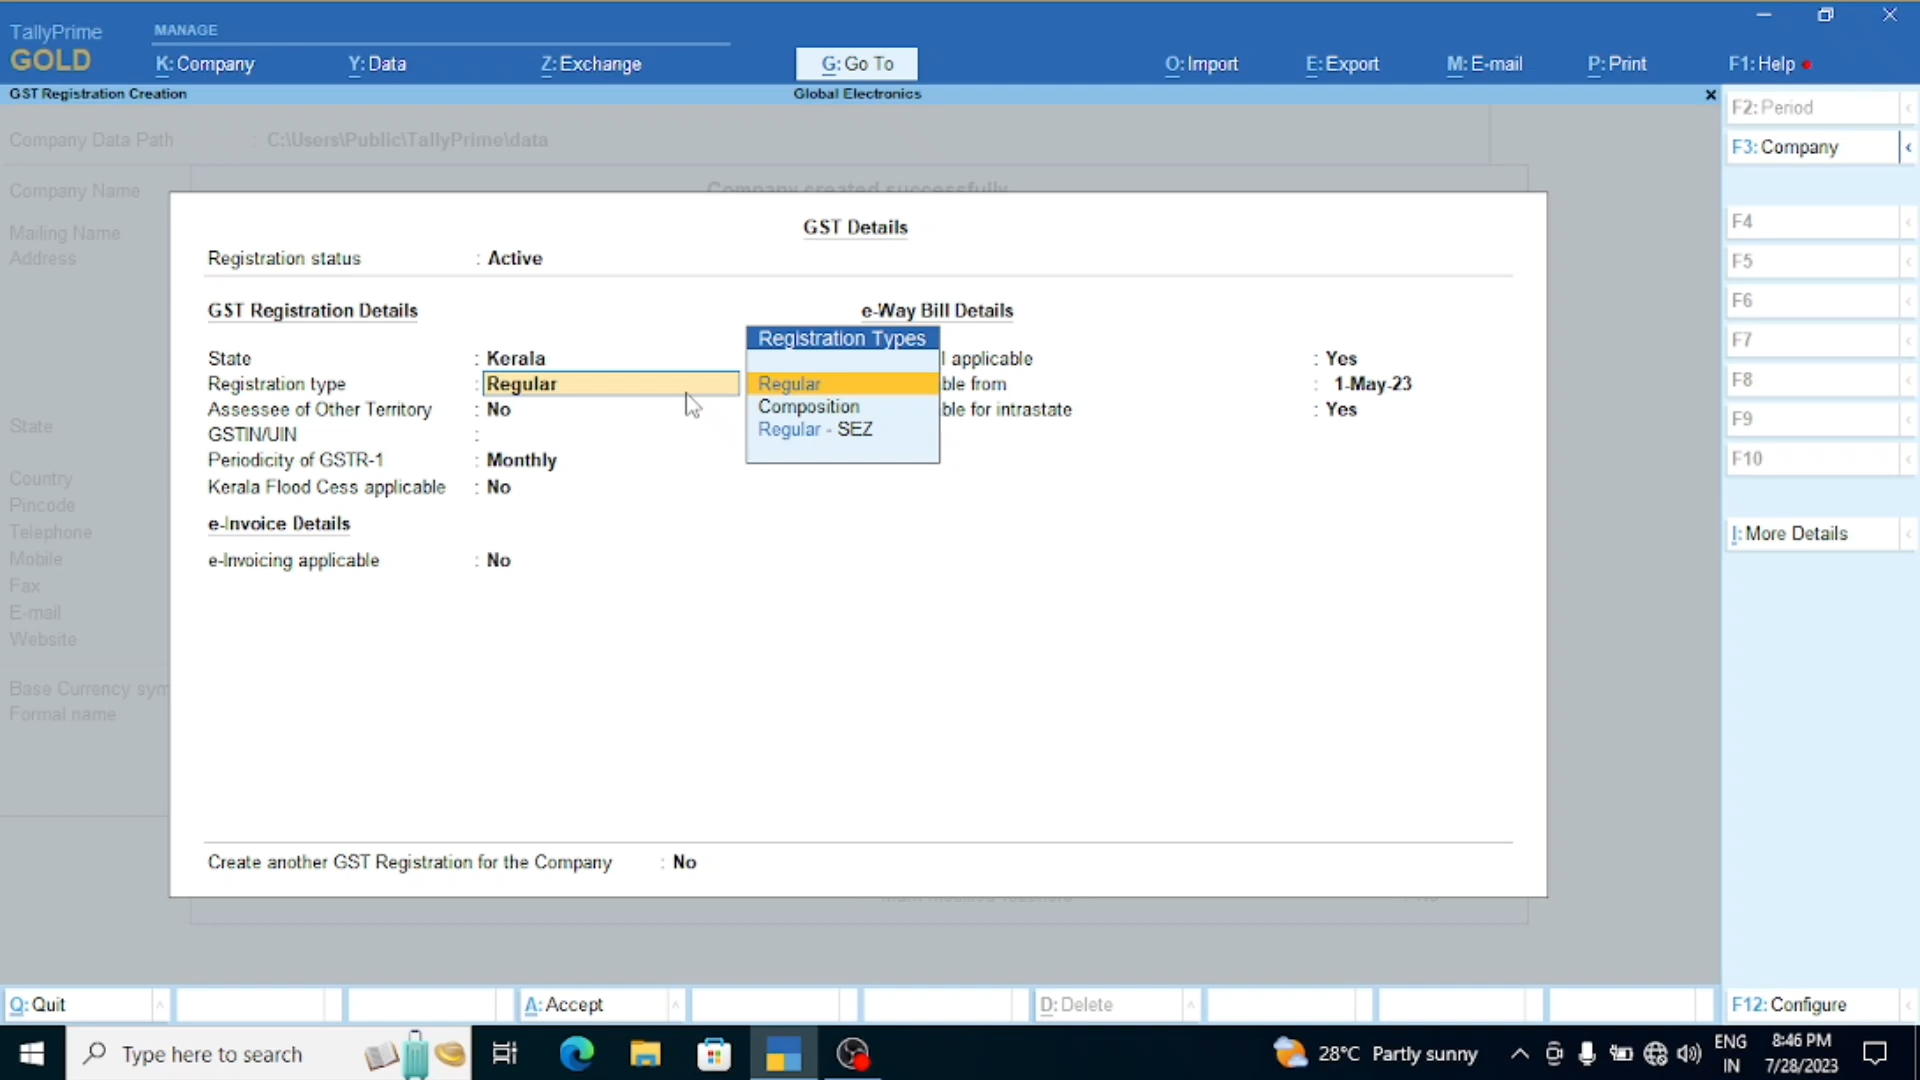 TallyPrime
GOLD
MANAGE
K: Company
Y: Data
Z: Exchange
G: Go To
O: Import
E: Export
M: E-mail
P: Print
F1: Help
GST Registration Creation
Global Electronics
Company Data Path : C:\Users\Public\TallyPrime\data
Company created successfully
Company Name
Mailing Name
Address
State
Country
Pincode
Telephone
Mobile
Fax
E-mail
Website
Base Currency sym
Formal name
GST Details
Registration status : Active
GST Registration Details
State : Kerala
Registration type : Regular
Assessee of Other Territory : No
GSTIN/UIN :
Periodicity of GSTR-1 : Monthly
Kerala Flood Cess applicable : No
e-Invoice Details
e-Invoicing applicable : No
e-Way Bill Details
l applicable : Yes
ble from : 1-May-23
ble for intrastate : Yes
Registration Types
Regular
Composition
Regular - SEZ
Create another GST Registration for the Company : No
F2: Period
F3: Company
F4
F5
F6
F7
F8
F9
F10
I: More Details
F12: Configure
Q: Quit
A: Accept
D: Delete
Type here to search
28°C Partly sunny
ENG
IN
8:46 PM
7/28/2023